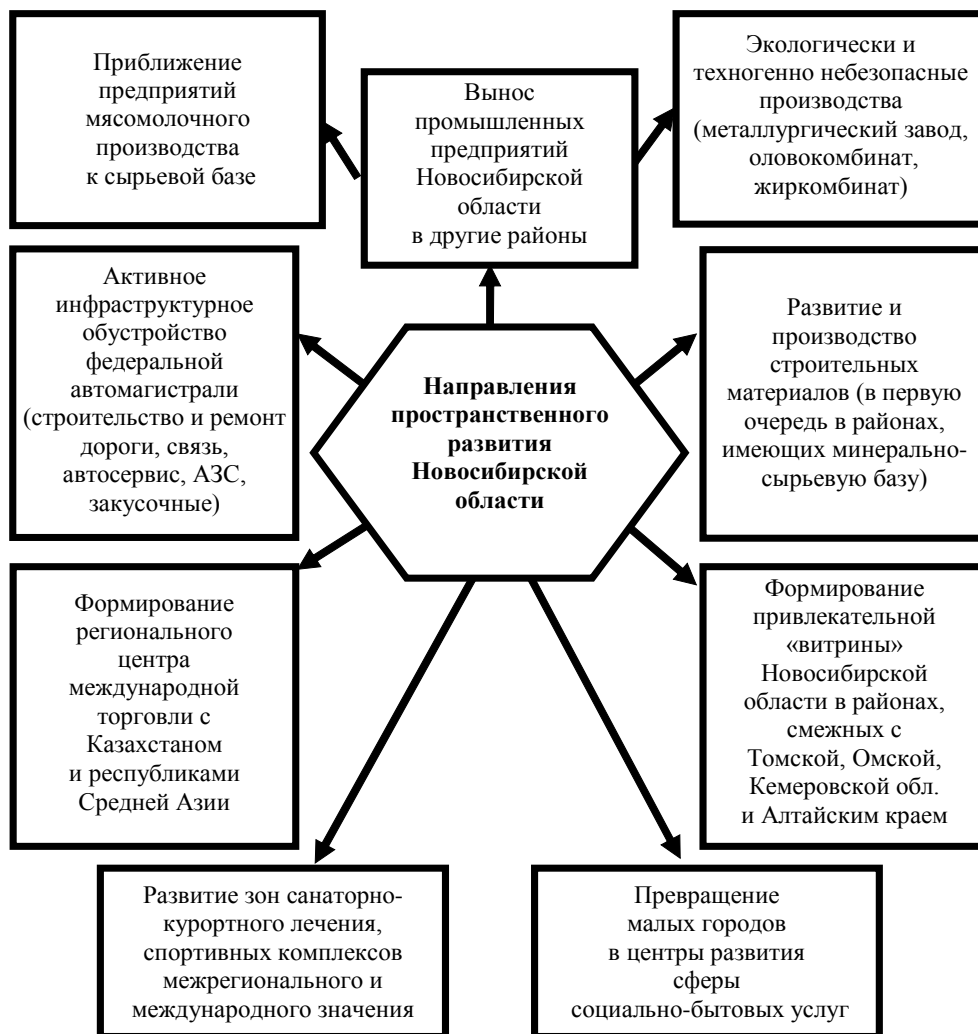 Приближение
предприятий
мясомолочного
производства
к сырьевой базе
Вынос
промышленных
предприятий
Новосибирской
области
в другие районы
Экологически и
техногенно небезопасные
производства
(металлургический завод,
оловокомбинат,
жиркомбинат)
Активное
инфраструктурное
обустройство
федеральной
автомагистрали
(строительство и ремонт
дороги, связь,
автосервис, АЗС,
закусочные)
Направления
пространственного
развития
Новосибирской
области
Развитие и
производство
строительных
материалов (в первую
очередь в районах,
имеющих минерально-
сырьевую базу)
Формирование
регионального
центра
международной
торговли с
Казахстаном
и республиками
Средней Азии
Формирование
привлекательной
«витрины»
Новосибирской
области в районах,
смежных с
Томской, Омской,
Кемеровской обл.
и Алтайским краем
Развитие зон санаторно-
курортного лечения,
спортивных комплексов
межрегионального и
международного значения
Превращение
малых городов
в центры развития
сферы
социально-бытовых услуг